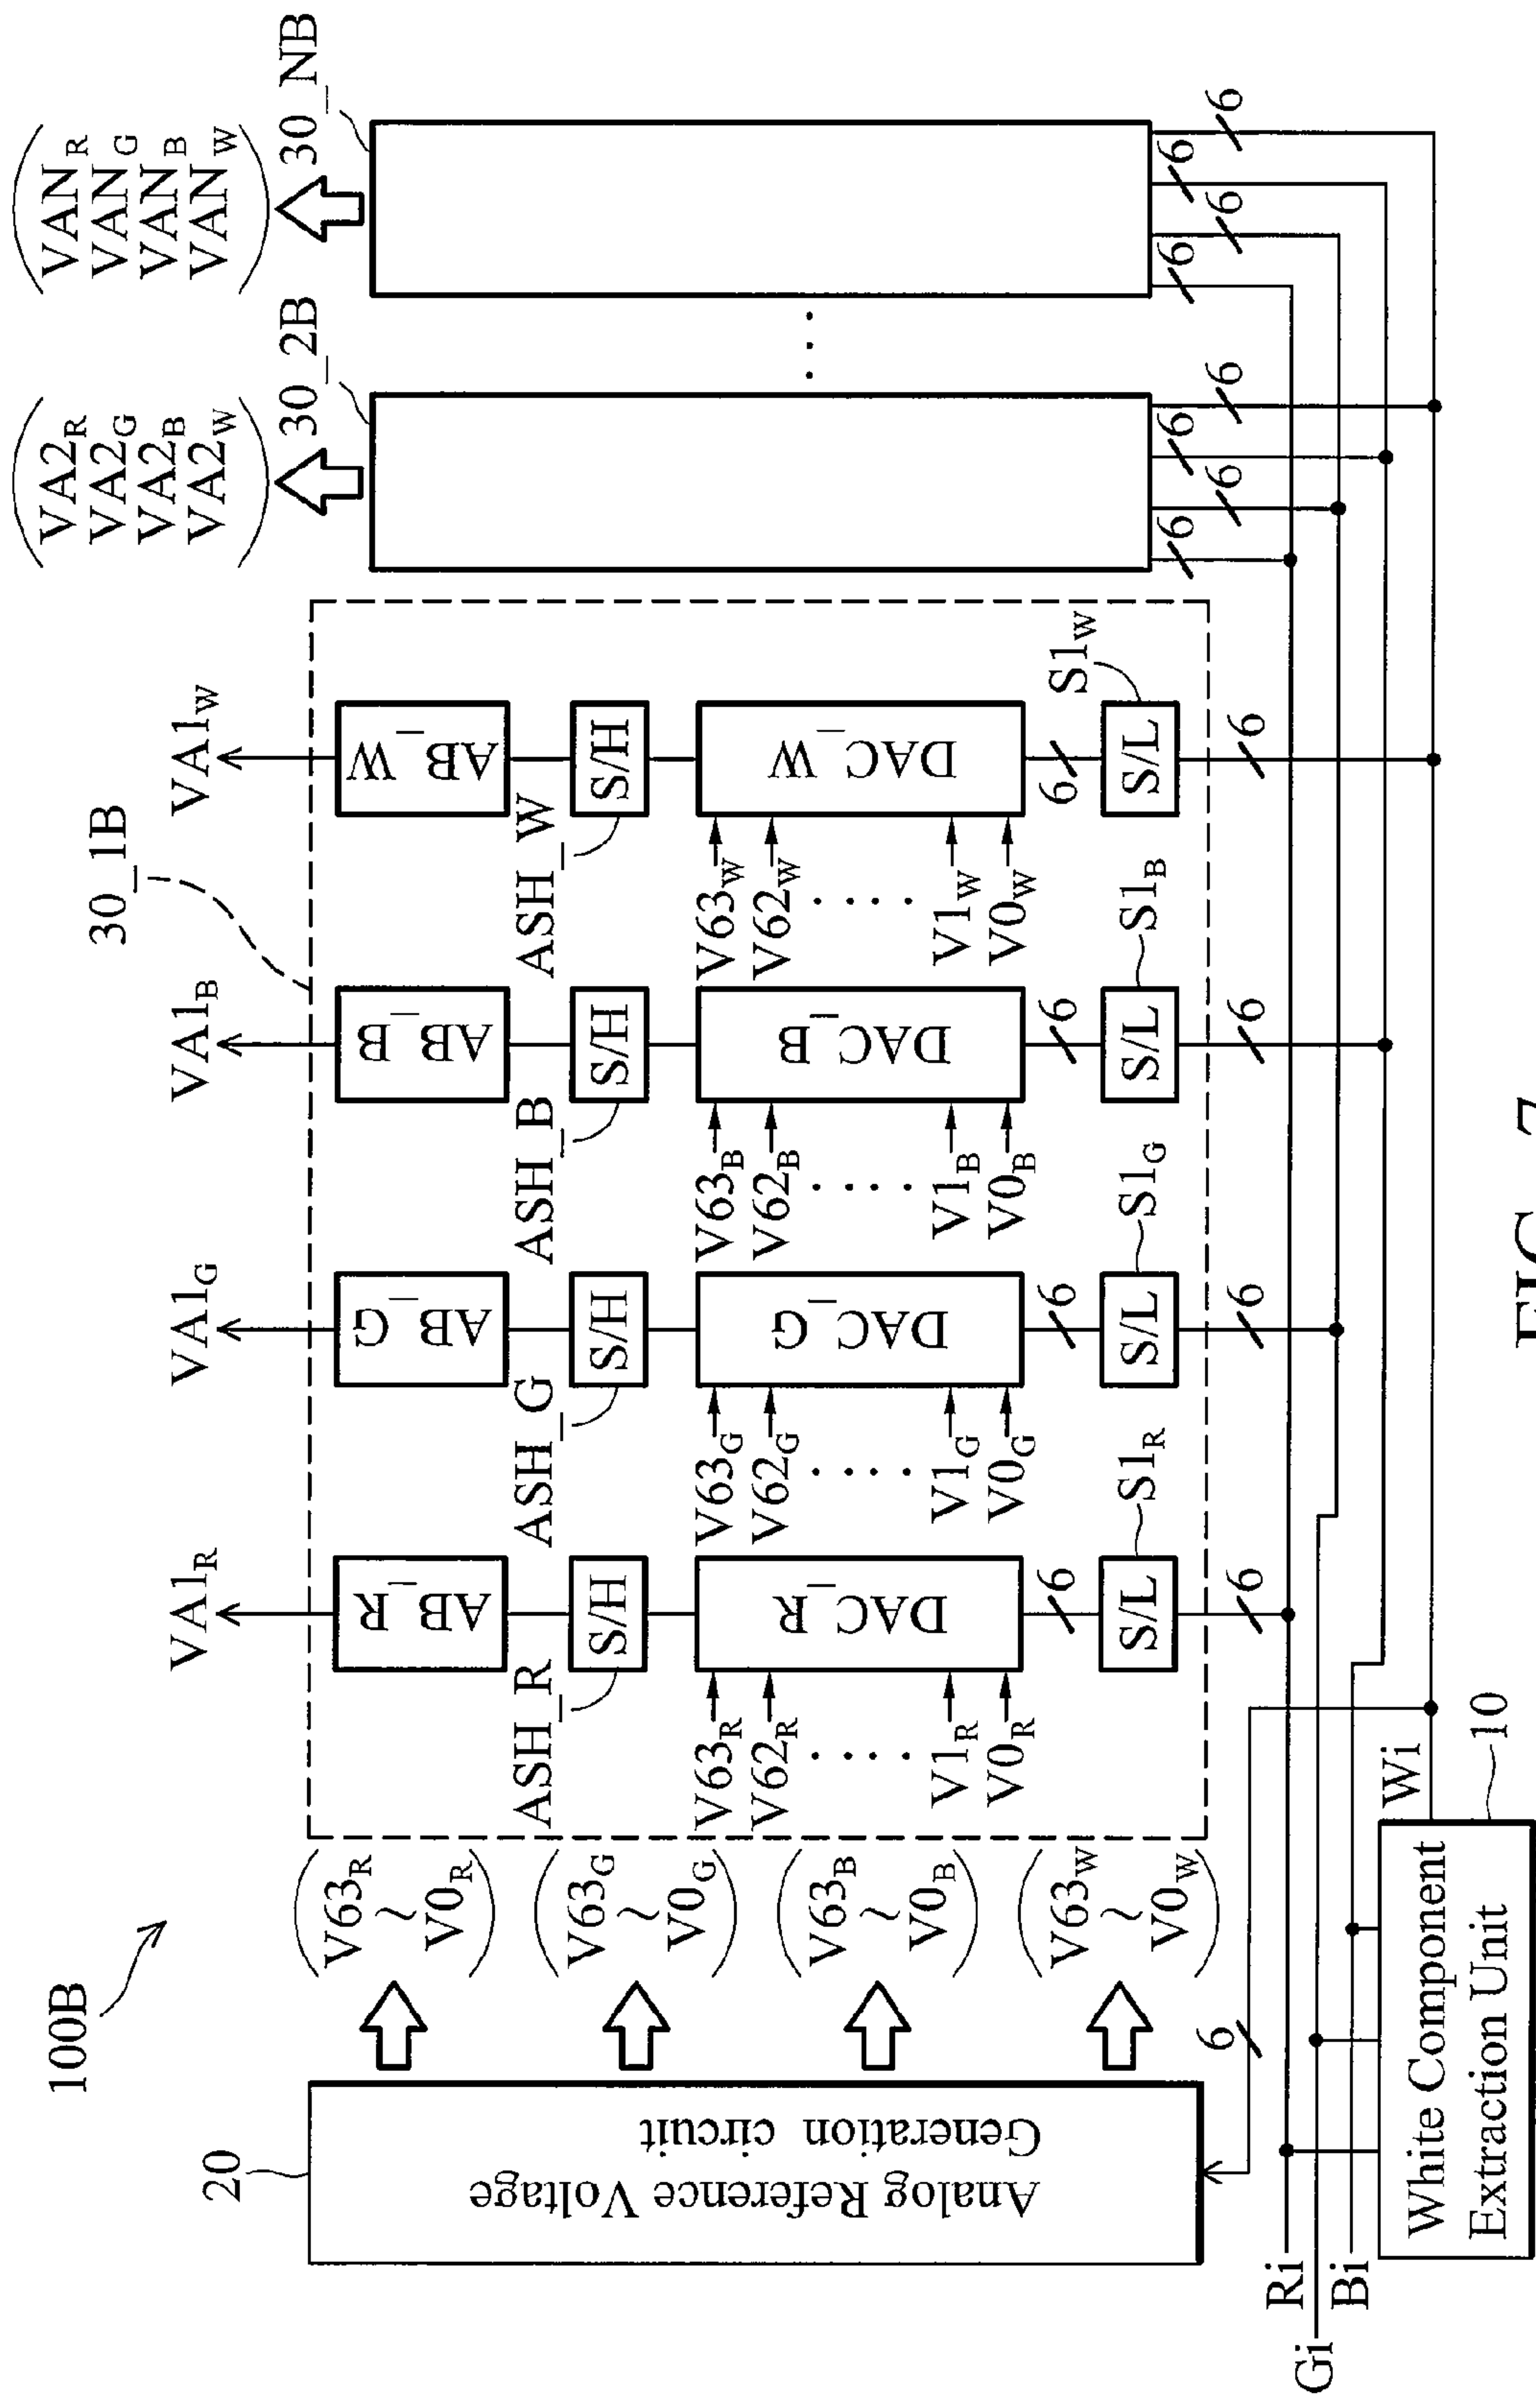 100B
20
Analog Reference Voltage
Generation circuit
(V63R ~ V0R)
(V63G ~ V0G)
(V63B ~ V0B)
(V63W ~ V0W)
30_1B
VA1R
AB_R
ASH_R
S/H
DAC_R
V63R
V62R
....
V1R
V0R
6
S/L
S1R
6
VA1G
AB_G
ASH_G
S/H
DAC_G
V63G
V62G
....
V1G
V0G
6
S/L
S1G
6
VA1B
AB_B
ASH_B
S/H
DAC_B
V63B
V62B
....
V1B
V0B
6
S/L
S1B
6
VA1W
AB_W
ASH_W
S/H
DAC_W
V63W
V62W
....
V1W
V0W
6
S/L
S1W
6
VA2R
VA2G
VA2B
VA2W
30_2B
6
6
6
6
...
VANR
VANG
VANB
VANW
30_NB
6
6
6
6
6
Ri
Gi
Bi
Wi
White Component
Extraction Unit
10
FIG. 7